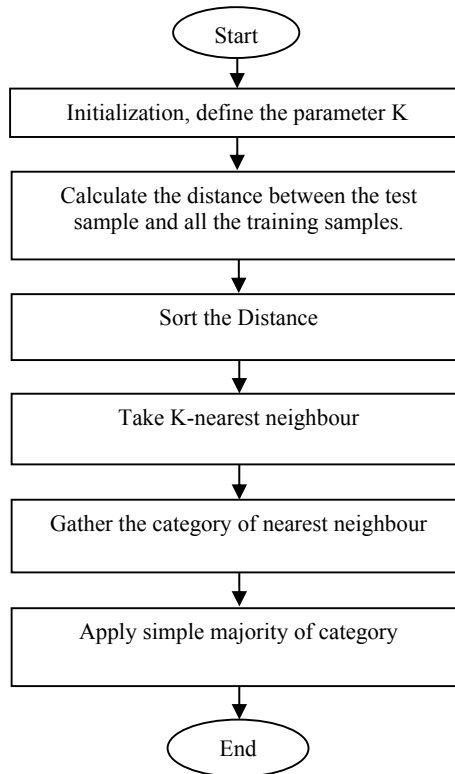 Start
Initialization, define the parameter K
Calculate the distance between the test
sample and all the training samples.
Sort the Distance
Take K-nearest neighbour
Gather the category of nearest neighbour
Apply simple majority of category
End